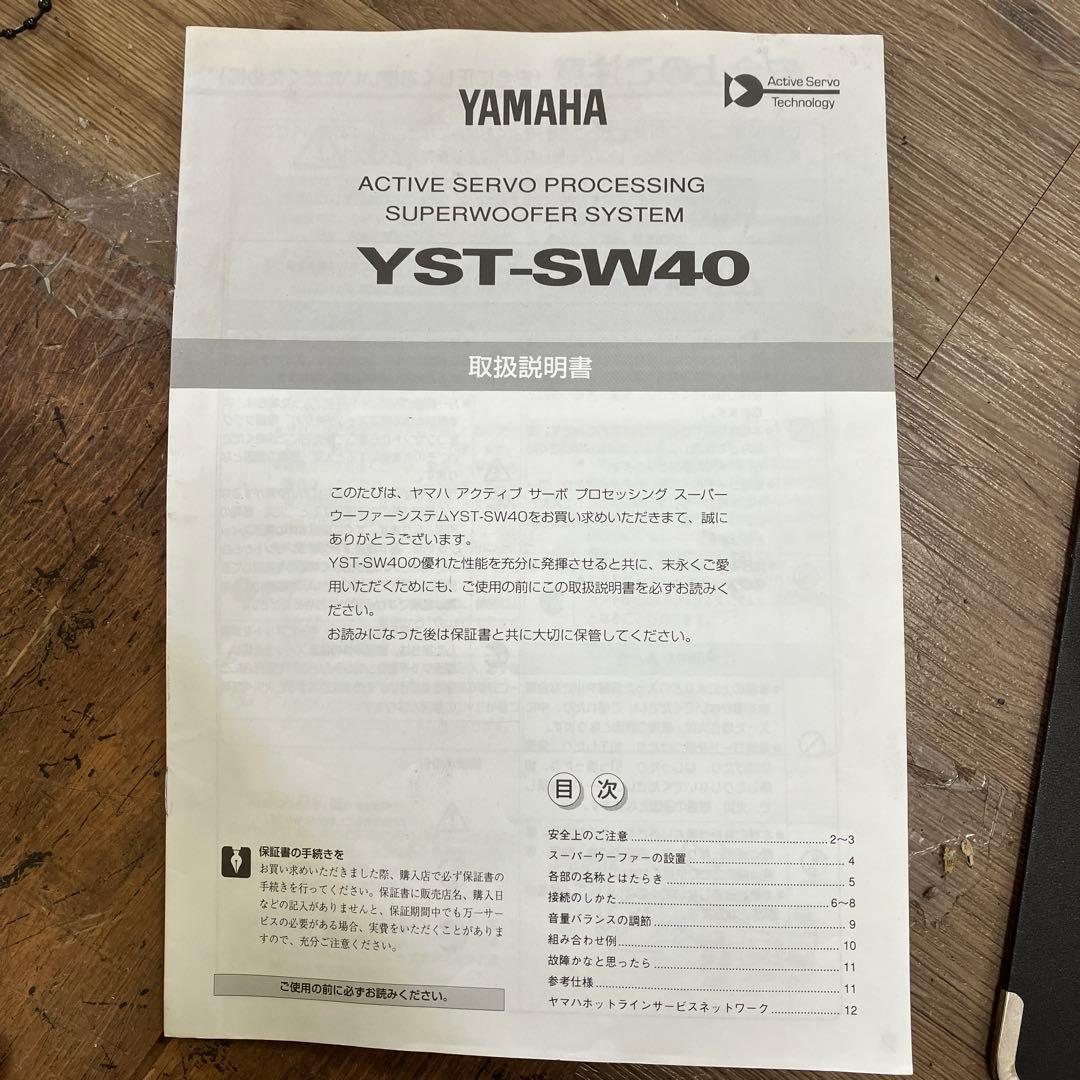 YAMAHA
Active Servo
Technology
ACTIVE SERVO PROCESSING
SUPERWOOFER SYSTEM
YST-SW40
取扱説明書
このたびは、ヤマハ アクティブ サーボ プロセッシング スーパー
ウーファーシステムYST-SW40をお買い求めいただきまて、誠に
ありがとうございます。
YST-SW40の優れた性能を充分に発揮させると共に、末永くご愛
用いただくためにも、ご使用の前にこの取扱説明書を必ずお読みく
ださい。
お読みになった後は保証書と共に大切に保管してください。
保証書の手続きを
お買い求めいただきました際、購入店で必ず保証書の
手続きを行ってください。保証書に販売店名、購入日
などの記入がありませんと、保証期間中でも万一サー
ビスの必要がある場合、実費をいただくことがありま
すので、充分ご注意ください。
ご使用の前に必ずお読みください。
目次
安全上のご注意 2〜3
スーパーウーファーの設置 4
各部の名称とはたらき 5
接続のしかた 6〜8
音量バランスの調節 9
組み合わせ例 10
故障かなと思ったら 11
参考仕様 11
ヤマハホットラインサービスネットワーク 12